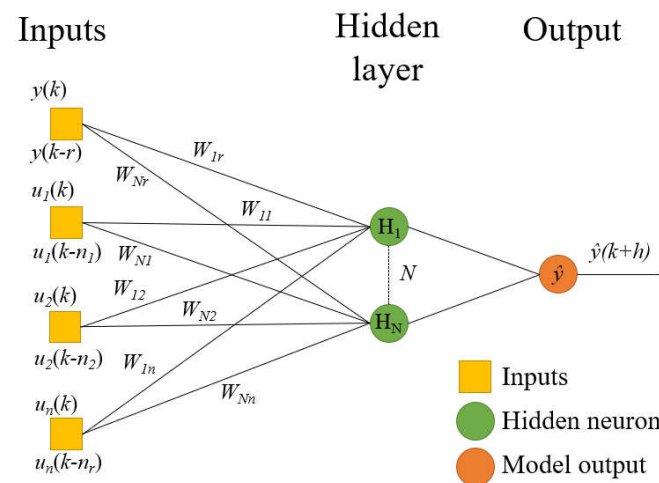 Inputs
Hidden
layer
Output
y(k)
y(k-r)
W1r
WNr
u1(k)
W11
u1(k-n1)
WN1
H1
W12
ŷ(k+h)
N
ŷ
u2(k)
WN2
HN
u2(k-n2)
W1n
WNn
un(k)
un(k-nr)
Inputs
Hidden neuron
Model output